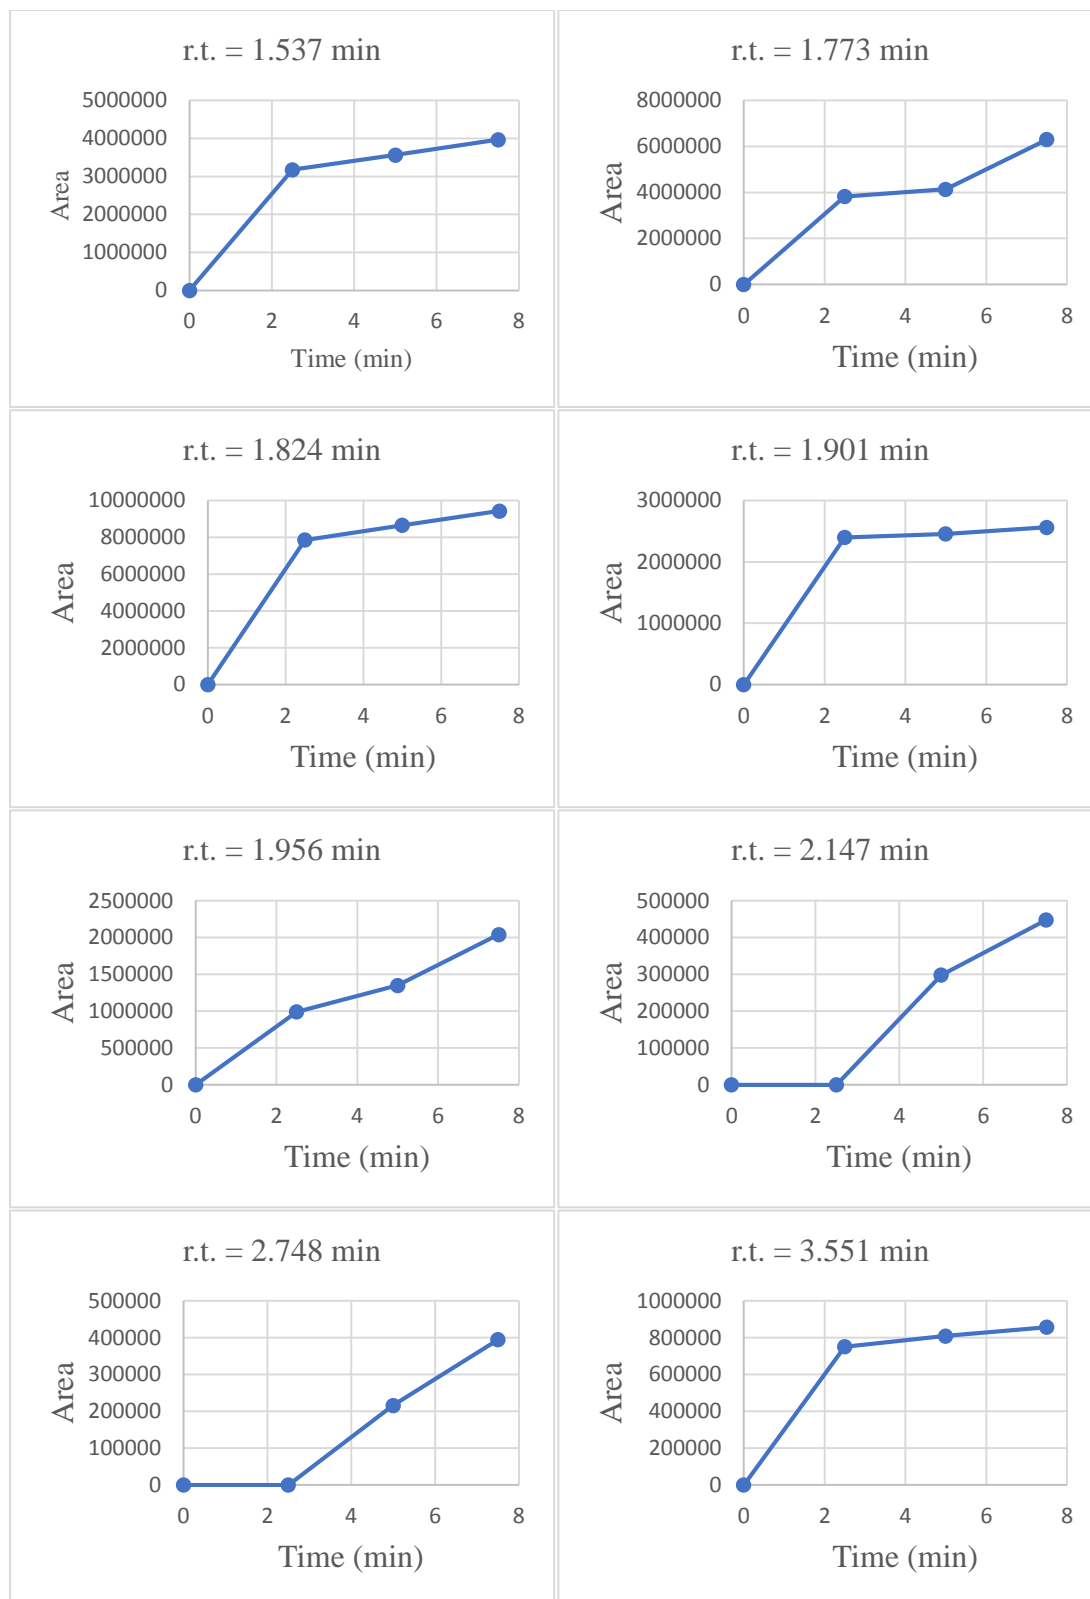 r.t. = 1.537 min
5000000
4000000
3000000
2000000
1000000
0
Area
0 2 4 6 8
Time (min)
r.t. = 1.773 min
8000000
6000000
4000000
2000000
0
Area
0 2 4 6 8
Time (min)
r.t. = 1.824 min
10000000
8000000
6000000
4000000
2000000
0
Area
0 2 4 6 8
Time (min)
r.t. = 1.901 min
3000000
2000000
1000000
0
Area
0 2 4 6 8
Time (min)
r.t. = 1.956 min
2500000
2000000
1500000
1000000
500000
0
Area
0 2 4 6 8
Time (min)
r.t. = 2.147 min
500000
400000
300000
200000
100000
0
Area
0 2 4 6 8
Time (min)
r.t. = 2.748 min
500000
400000
300000
200000
100000
0
Area
0 2 4 6 8
Time (min)
r.t. = 3.551 min
1000000
800000
600000
400000
200000
0
Area
0 2 4 6 8
Time (min)